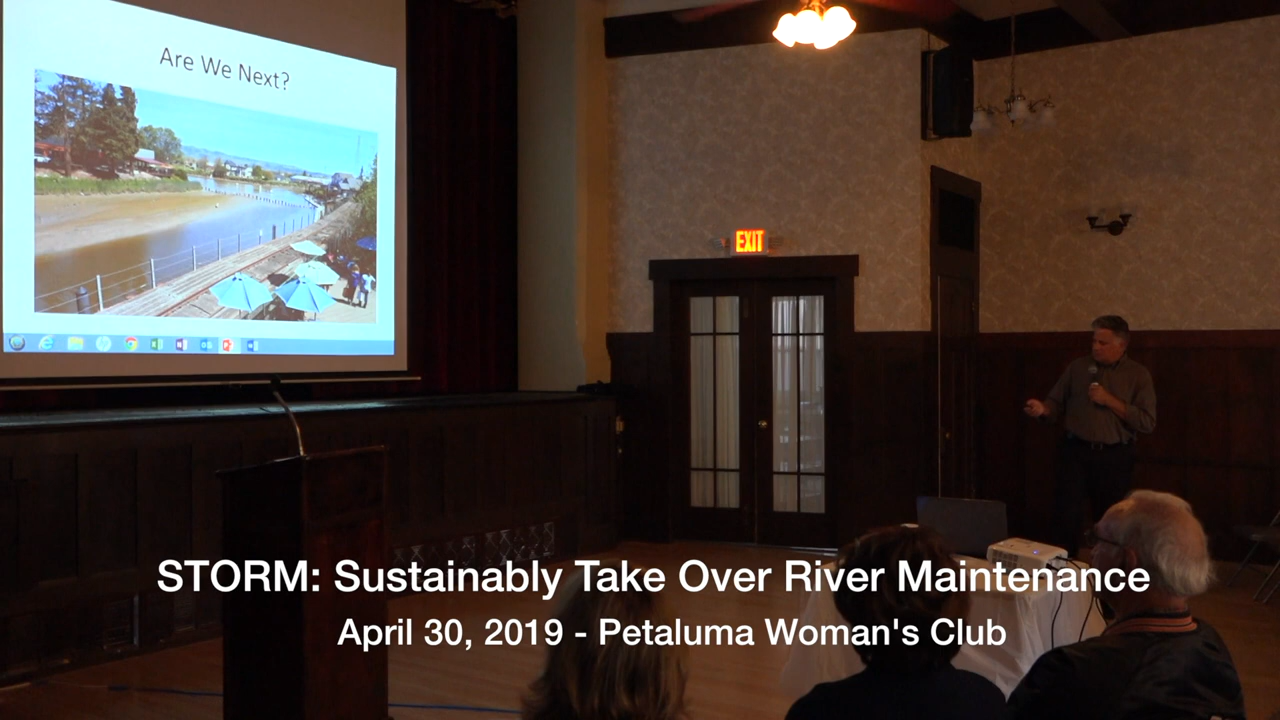 Are We Next?
EXIT
STORM: Sustainably Take Over River Maintenance
April 30, 2019 - Petaluma Woman's Club